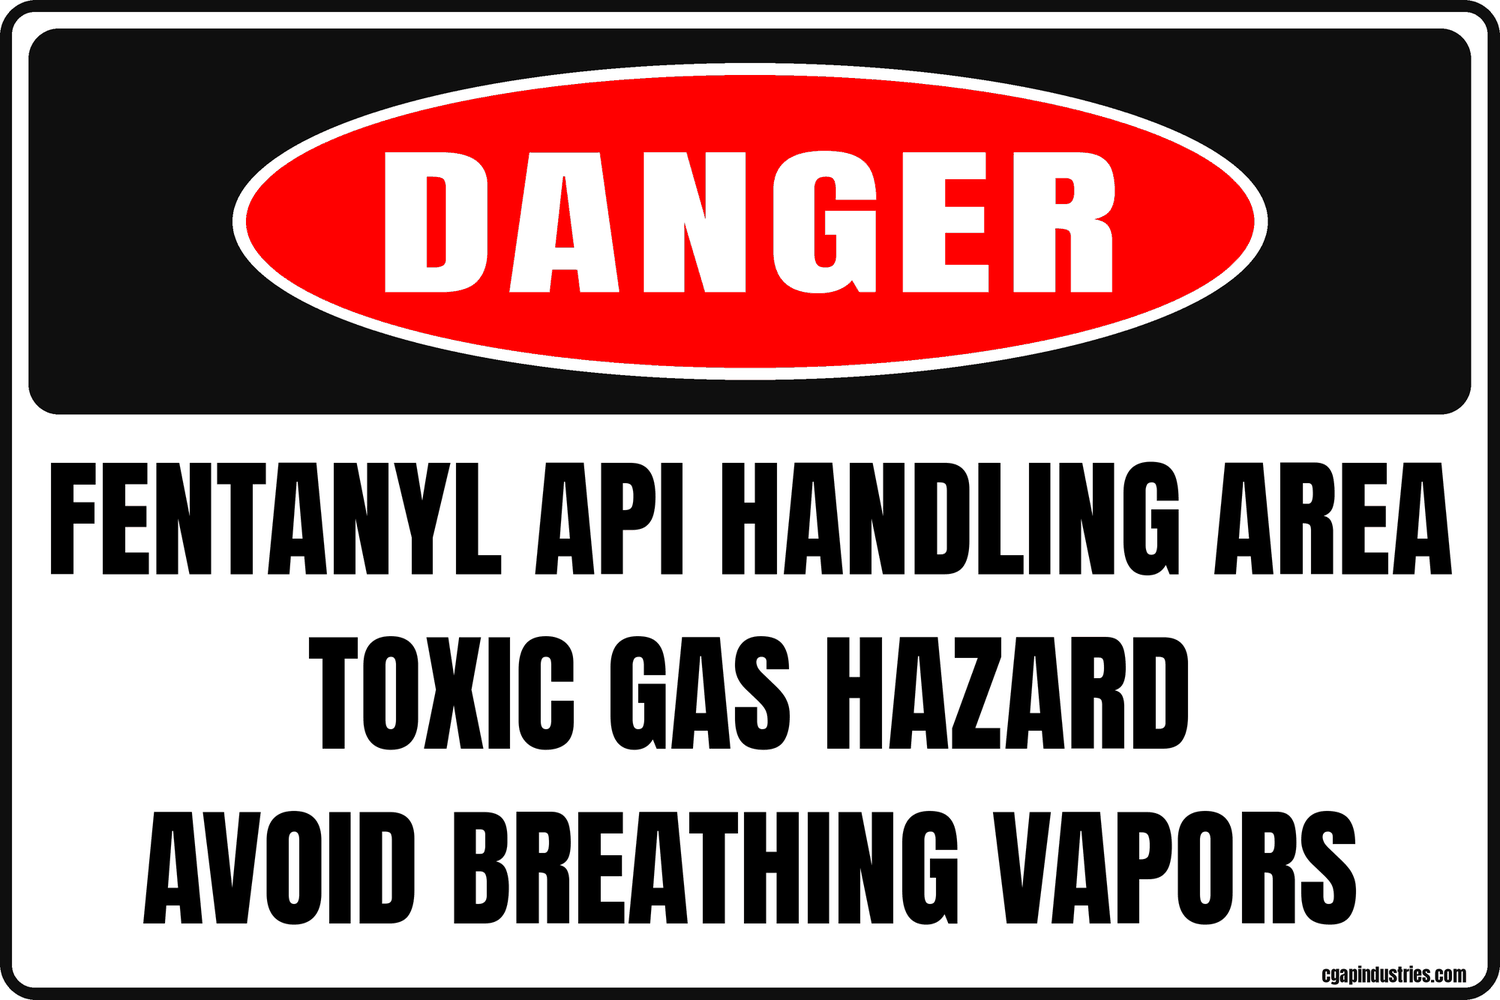 DANGER
FENTANYL API HANDLING AREA
TOXIC GAS HAZARD
AVOID BREATHING VAPORS
cgapindustries.com